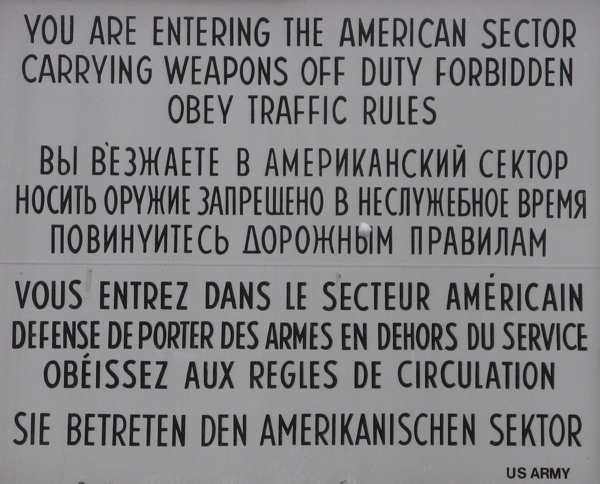 YOU ARE ENTERING THE AMERICAN SECTOR
CARRYING WEAPONS OFF DUTY FORBIDDEN
OBEY TRAFFIC RULES
ВЫ В'ЕЗЖАЕТЕ В АМЕРИКАНСКИЙ СЕКТОР
НОСИТЬ ОРУЖИЕ ЗАПРЕЩЕНО В НЕСЛУЖЕБНОЕ ВРЕМЯ
ПОВИНУЙТЕСЬ ДОРОЖНЫМ ПРАВИЛАМ
VOUS ENTREZ DANS LE SECTEUR AMÉRICAIN
DEFENSE DE PORTER DES ARMES EN DEHORS DU SERVICE
OBÉISSEZ AUX REGLES DE CIRCULATION
SIE BETRETEN DEN AMERIKANISCHEN SEKTOR
US ARMY